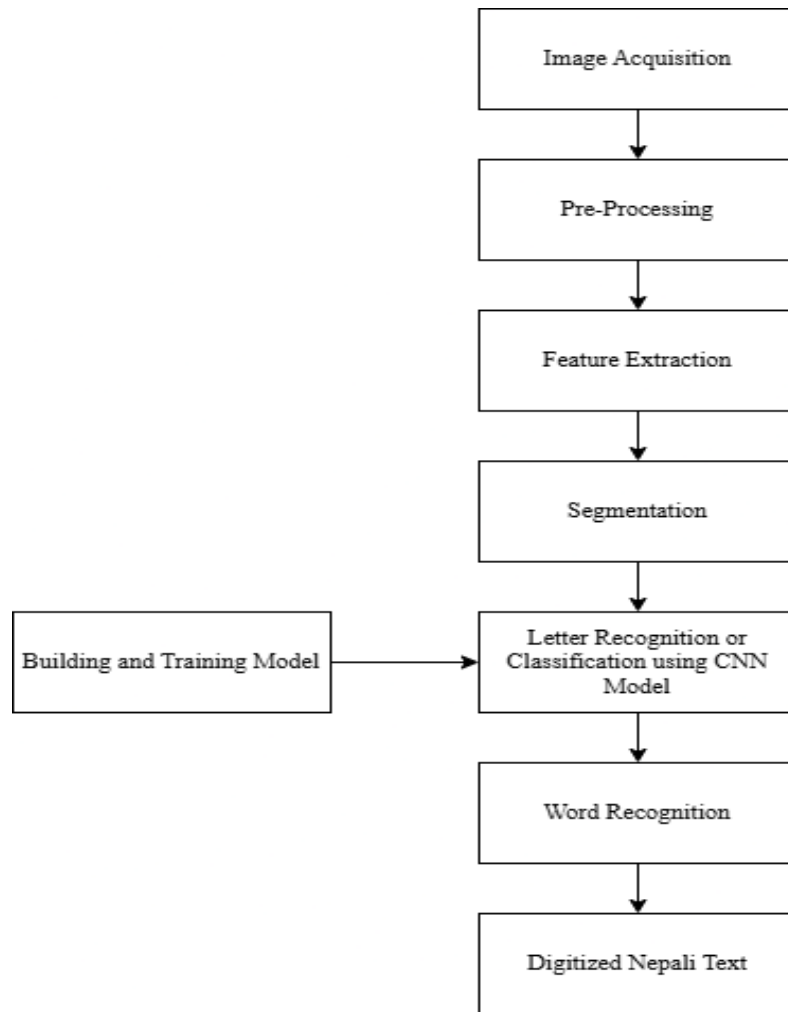 Image Acquisition
Pre-Processing
Feature Extraction
Segmentation
Building and Training Model
Letter Recognition or
Classification using CNN
Model
Word Recognition
Digitized Nepali Text